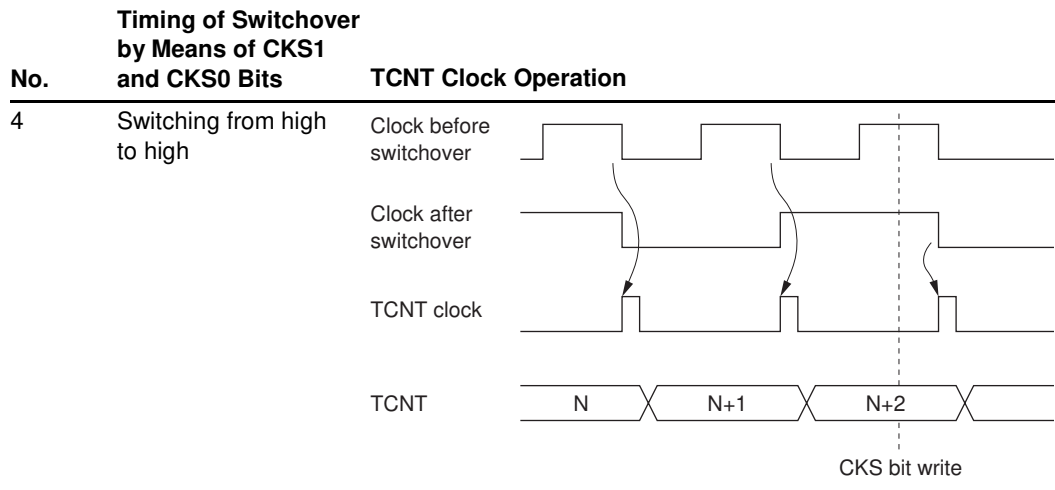 Timing of Switchover
by Means of CKS1
No. and CKS0 Bits TCNT Clock Operation
4 Switching from high
to high
Clock before
switchover
Clock after
switchover
TCNT clock
TCNT N N+1 N+2
CKS bit write